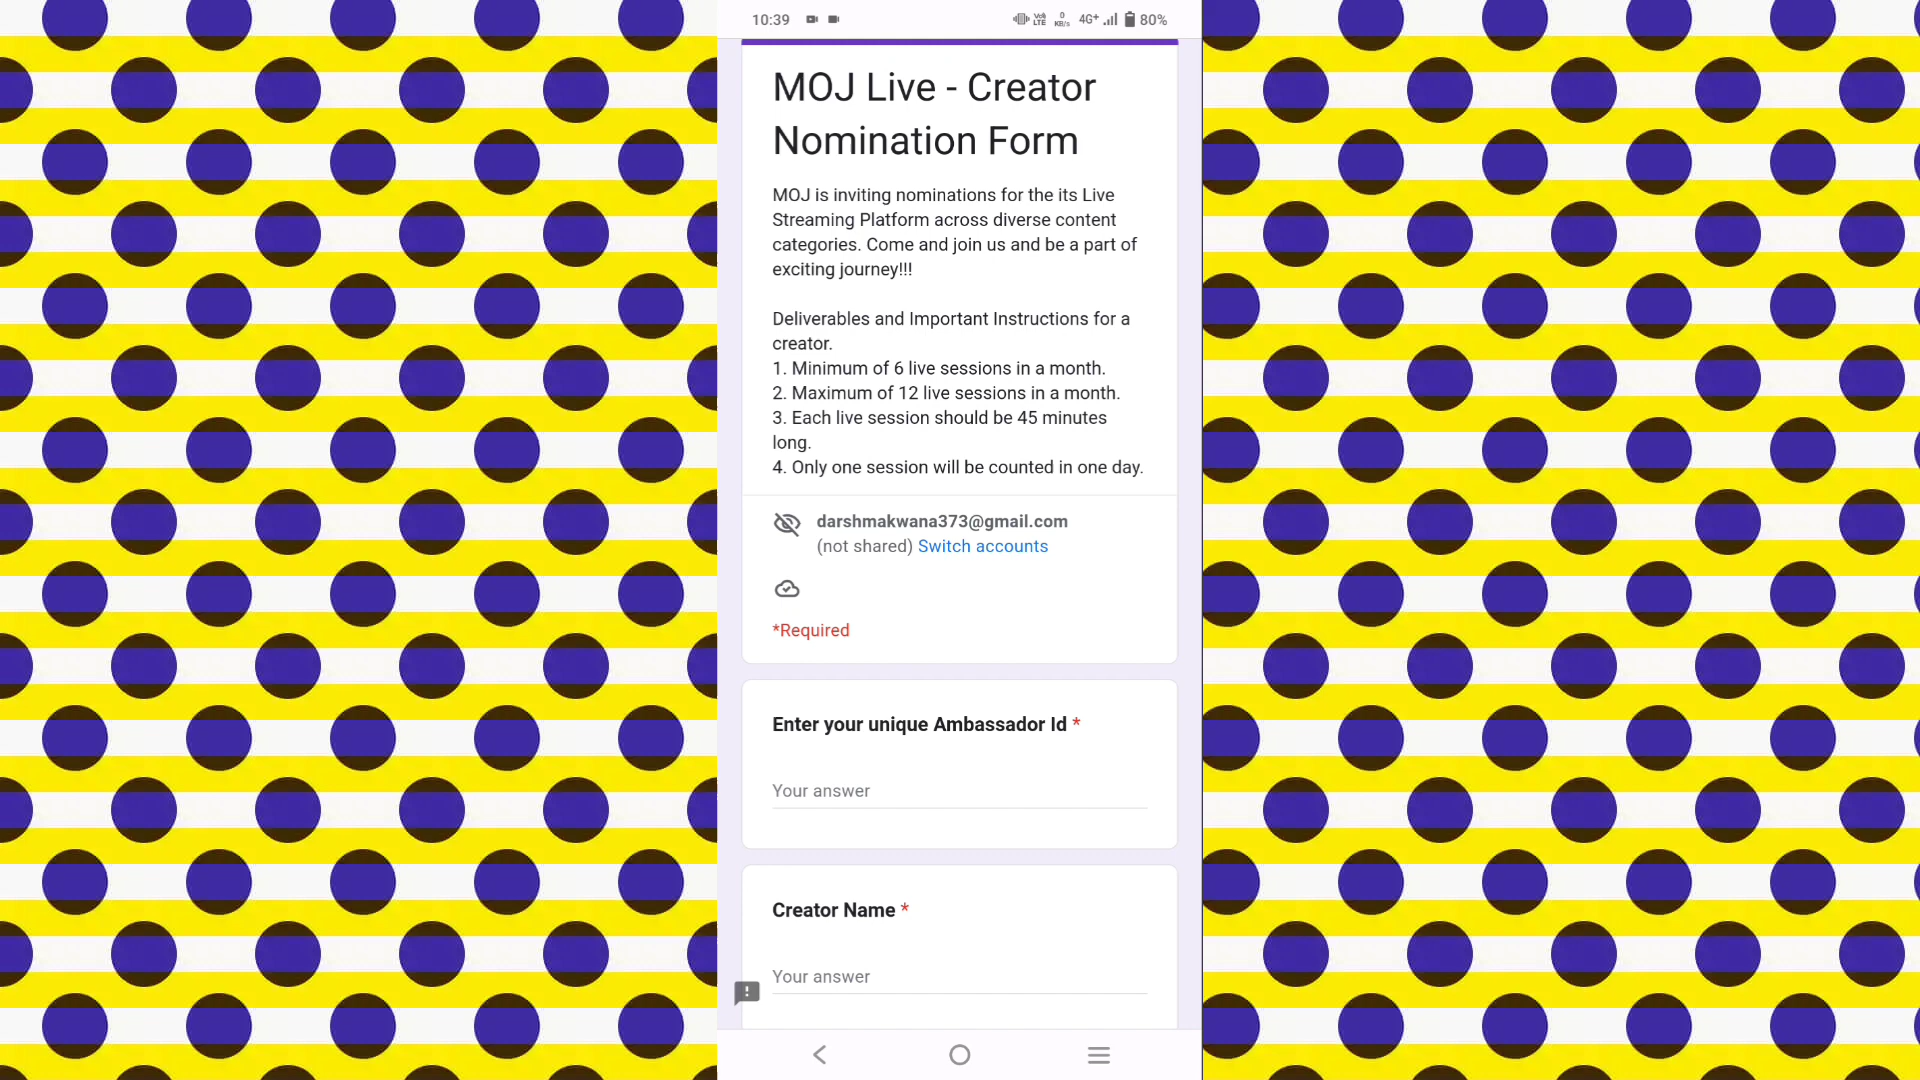 10:39
Vo) LTE
0 KB/s
4G+
80%
MOJ Live - Creator
Nomination Form
MOJ is inviting nominations for the its Live
Streaming Platform across diverse content
categories. Come and join us and be a part of
exciting journey!!!
Deliverables and Important Instructions for a
creator.
1. Minimum of 6 live sessions in a month.
2. Maximum of 12 live sessions in a month.
3. Each live session should be 45 minutes
long.
4. Only one session will be counted in one day.
darshmakwana373@gmail.com
(not shared) Switch accounts
*Required
Enter your unique Ambassador Id *
Your answer
Creator Name *
Your answer